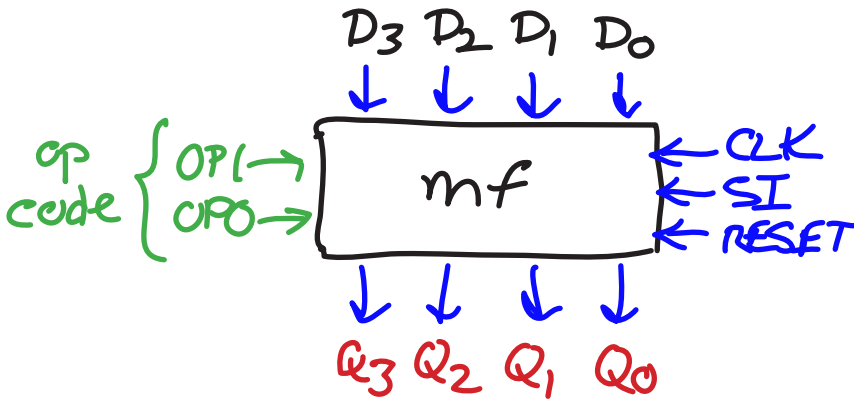 D3 D2 D1 D0
op code
OP1
OP0
mf
CLK
SI
RESET
Q3 Q2 Q1 Q0